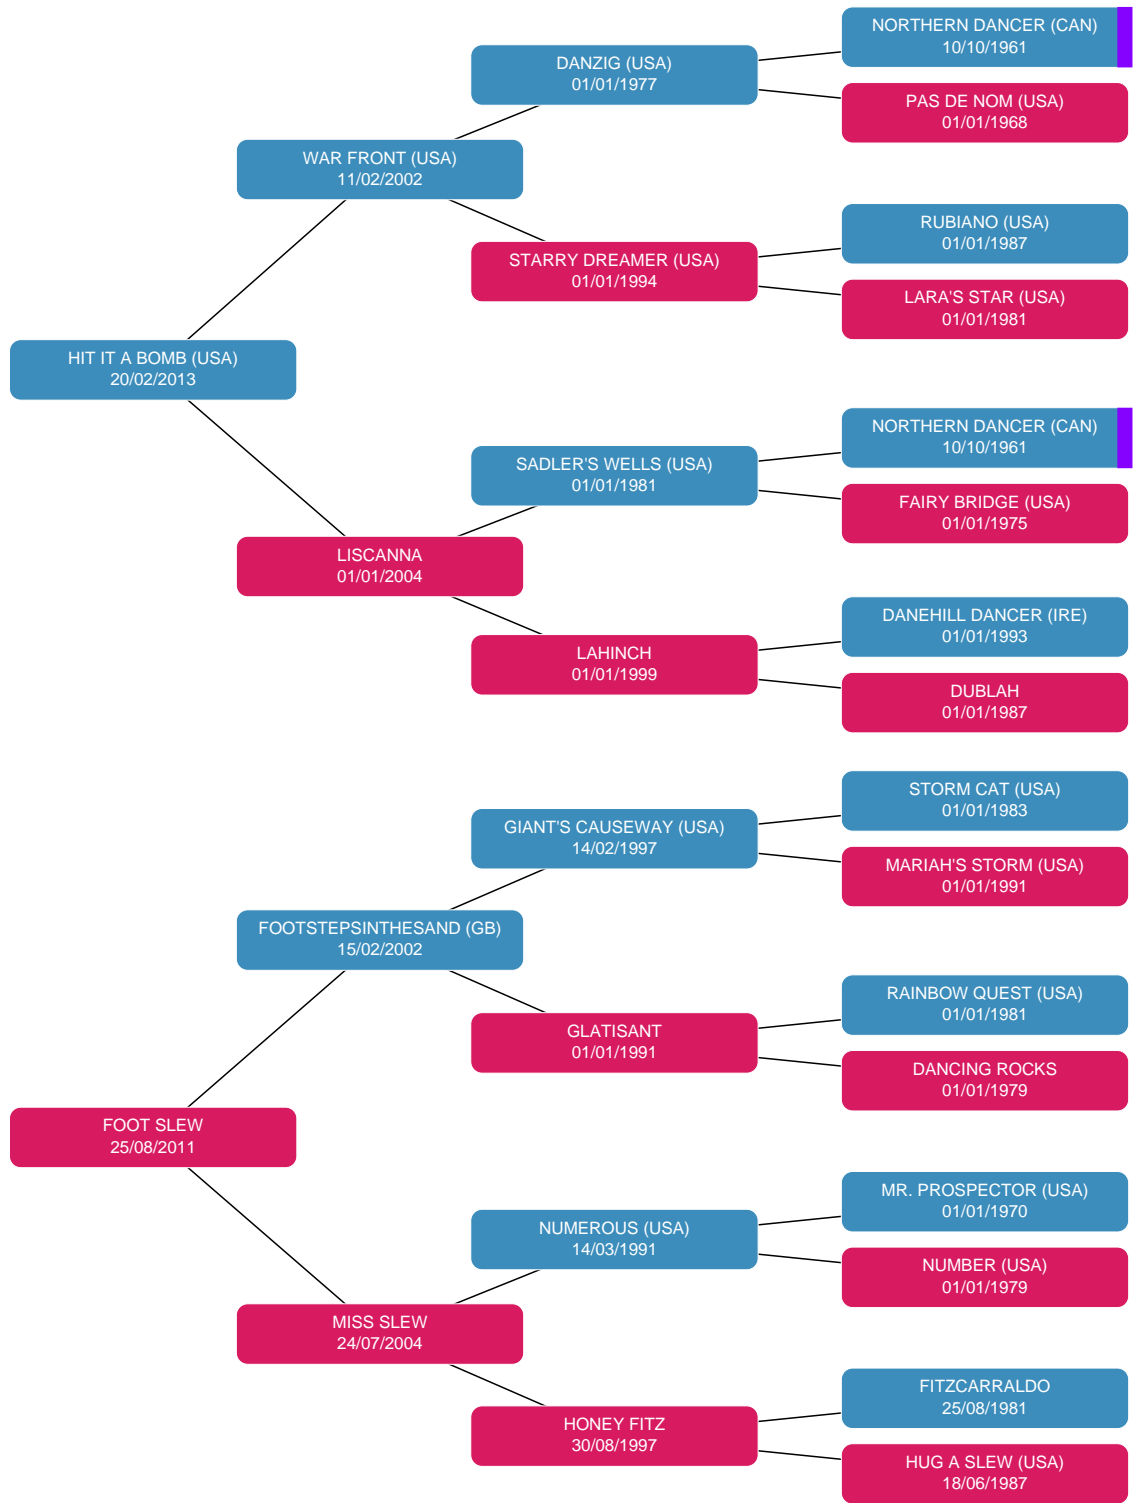 NORTHERN DANCER (CAN)
10/10/1961
DANZIG (USA)
01/01/1977
PAS DE NOM (USA)
01/01/1968
WAR FRONT (USA)
11/02/2002
RUBIANO (USA)
01/01/1987
STARRY DREAMER (USA)
01/01/1994
LARA'S STAR (USA)
01/01/1981
HIT IT A BOMB (USA)
20/02/2013
NORTHERN DANCER (CAN)
10/10/1961
SADLER'S WELLS (USA)
01/01/1981
FAIRY BRIDGE (USA)
01/01/1975
LISCANNA
01/01/2004
DANEHILL DANCER (IRE)
01/01/1993
LAHINCH
01/01/1999
DUBLAH
01/01/1987
STORM CAT (USA)
01/01/1983
GIANT'S CAUSEWAY (USA)
14/02/1997
MARIAH'S STORM (USA)
01/01/1991
FOOTSTEPSINTHESAND (GB)
15/02/2002
RAINBOW QUEST (USA)
01/01/1981
GLATISANT
01/01/1991
DANCING ROCKS
01/01/1979
FOOT SLEW
25/08/2011
MR. PROSPECTOR (USA)
01/01/1970
NUMEROUS (USA)
14/03/1991
NUMBER (USA)
01/01/1979
MISS SLEW
24/07/2004
FITZCARRALDO
25/08/1981
HONEY FITZ
30/08/1997
HUG A SLEW (USA)
18/06/1987